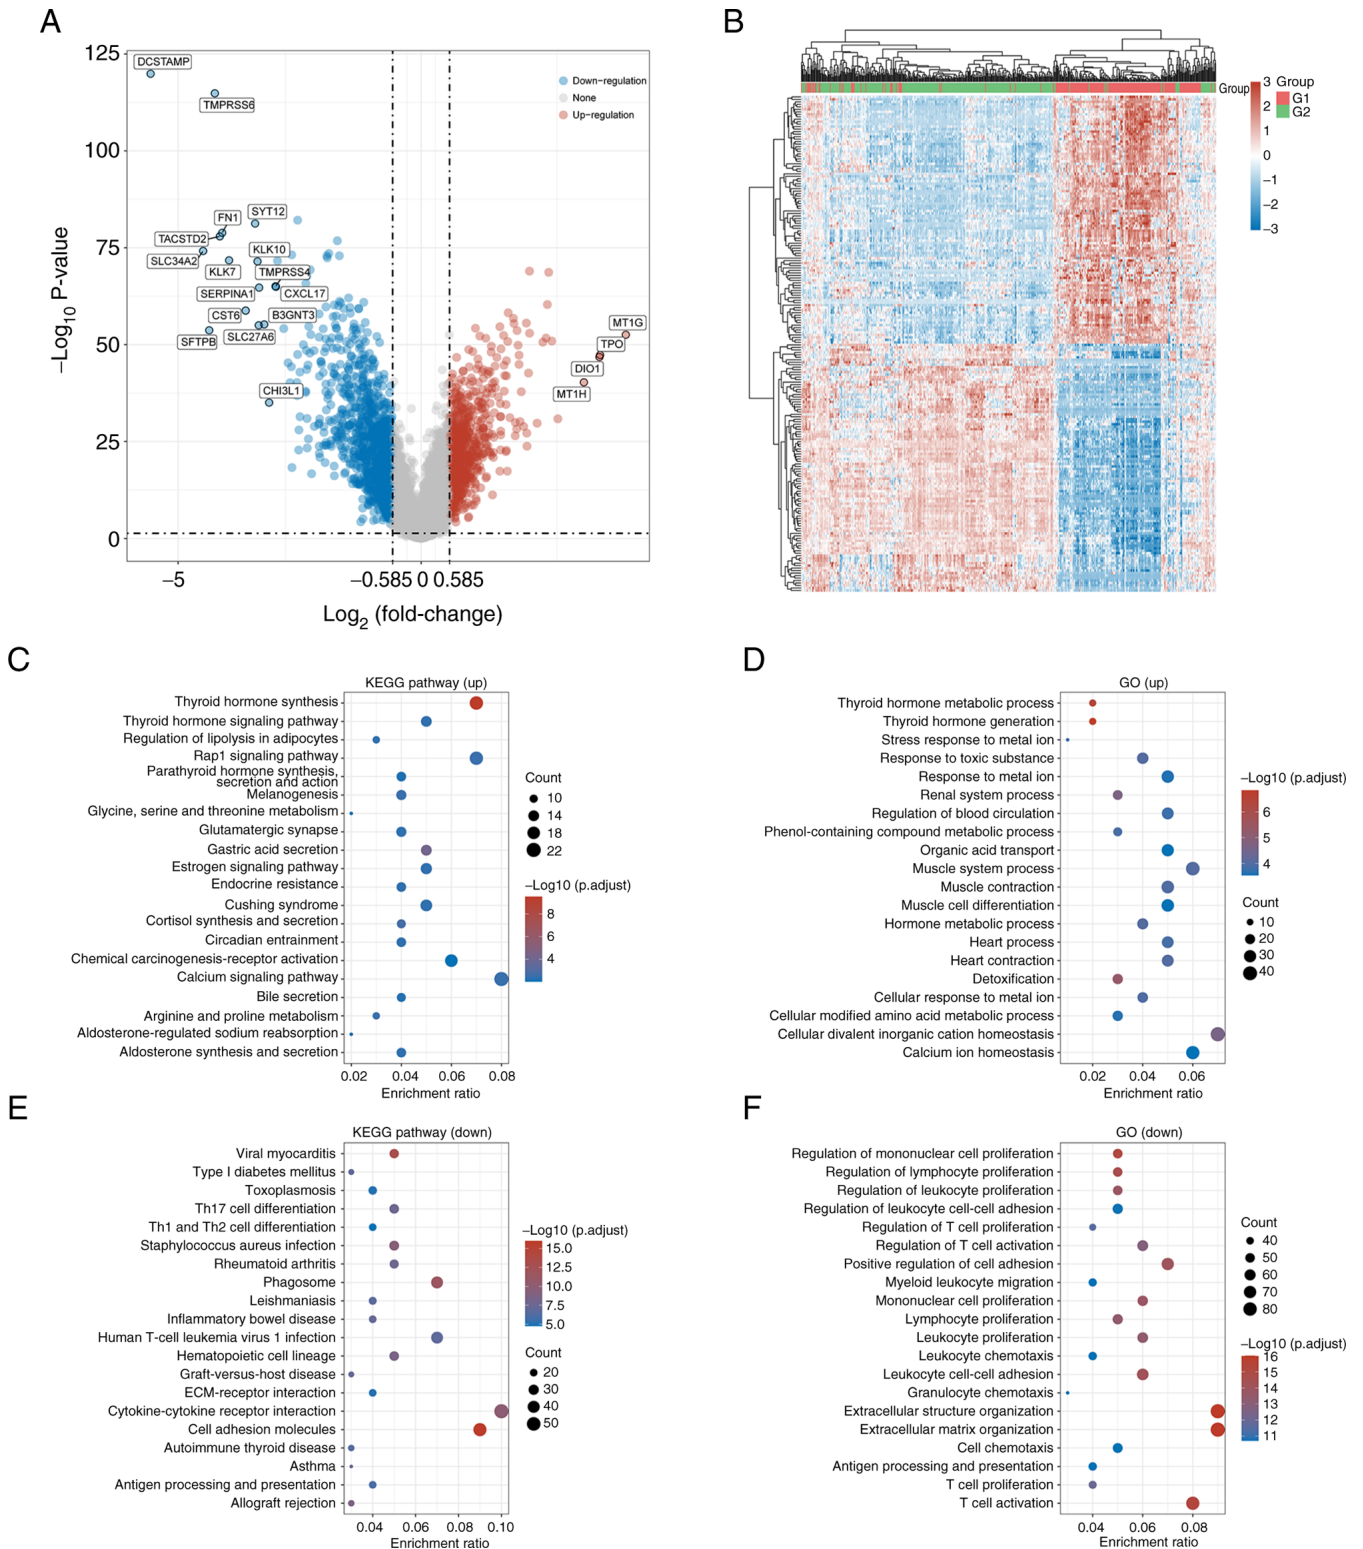 A
125
100
75
50
25
0
−Log10 P-value
DCSTAMP
TMPRSS6
FN1
SYT12
TACSTD2
SLC34A2
KLK10
KLK7
TMPRSS4
SERPINA1
CXCL17
CST6
B3GNT3
SFTPB
SLC27A6
CHI3L1
MT1G
TPO
DIO1
MT1H
Down−regulation
None
Up−regulation
−5
−0.585
0
0.585
Log2 (fold-change)
B
Group
3
2
1
0
−1
−2
−3
Group
G1
G2
C
KEGG pathway (up)
Thyroid hormone synthesis
Thyroid hormone signaling pathway
Regulation of lipolysis in adipocytes
Rap1 signaling pathway
Parathyroid hormone synthesis,
secretion and action
Melanogenesis
Glycine, serine and threonine metabolism
Glutamatergic synapse
Gastric acid secretion
Estrogen signaling pathway
Endocrine resistance
Cushing syndrome
Cortisol synthesis and secretion
Circadian entrainment
Chemical carcinogenesis-receptor activation
Calcium signaling pathway
Bile secretion
Arginine and proline metabolism
Aldosterone-regulated sodium reabsorption
Aldosterone synthesis and secretion
0.02 0.04 0.06 0.08
Enrichment ratio
Count
10
14
18
22
−Log10 (p.adjust)
8
6
4
D
GO (up)
Thyroid hormone metabolic process
Thyroid hormone generation
Stress response to metal ion
Response to toxic substance
Response to metal ion
Renal system process
Regulation of blood circulation
Phenol-containing compound metabolic process
Organic acid transport
Muscle system process
Muscle contraction
Muscle cell differentiation
Hormone metabolic process
Heart process
Heart contraction
Detoxification
Cellular response to metal ion
Cellular modified amino acid metabolic process
Cellular divalent inorganic cation homeostasis
Calcium ion homeostasis
0.02 0.04 0.06
Enrichment ratio
−Log10 (p.adjust)
6
5
4
Count
10
20
30
40
E
KEGG pathway (down)
Viral myocarditis
Type I diabetes mellitus
Toxoplasmosis
Th17 cell differentiation
Th1 and Th2 cell differentiation
Staphylococcus aureus infection
Rheumatoid arthritis
Phagosome
Leishmaniasis
Inflammatory bowel disease
Human T-cell leukemia virus 1 infection
Hematopoietic cell lineage
Graft-versus-host disease
ECM-receptor interaction
Cytokine-cytokine receptor interaction
Cell adhesion molecules
Autoimmune thyroid disease
Asthma
Antigen processing and presentation
Allograft rejection
0.04 0.06 0.08 0.10
Enrichment ratio
−Log10 (p.adjust)
15.0
12.5
10.0
7.5
5.0
Count
20
30
40
50
F
GO (down)
Regulation of mononuclear cell proliferation
Regulation of lymphocyte proliferation
Regulation of leukocyte proliferation
Regulation of leukocyte cell-cell adhesion
Regulation of T cell proliferation
Regulation of T cell activation
Positive regulation of cell adhesion
Myeloid leukocyte migration
Mononuclear cell proliferation
Lymphocyte proliferation
Leukocyte proliferation
Leukocyte chemotaxis
Leukocyte cell-cell adhesion
Granulocyte chemotaxis
Extracellular structure organization
Extracellular matrix organization
Cell chemotaxis
Antigen processing and presentation
T cell proliferation
T cell activation
0.04 0.06 0.08
Enrichment ratio
Count
40
50
60
70
80
−Log10 (p.adjust)
16
15
14
13
12
11